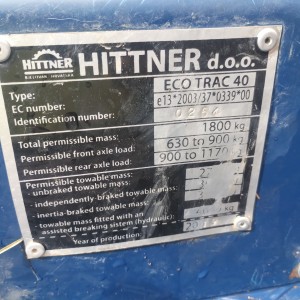 HITTNER
HITTNER d.o.o.
Type: ECO TRAC 40
EC number: e13*2003/37*0339*00
Identification number:
Total permissible mass: 1800 kg
Permissible front axle load: 630 to 900 kg
Permissible rear axle load: 900 to 1170
Permissible towable mass:
- unbraked towable mass:
- independently-braked towable mass:
- inertia-braked towable mass:
- towable mass fitted with an
assisted breaking sistem (hydraulic):
Year of production: